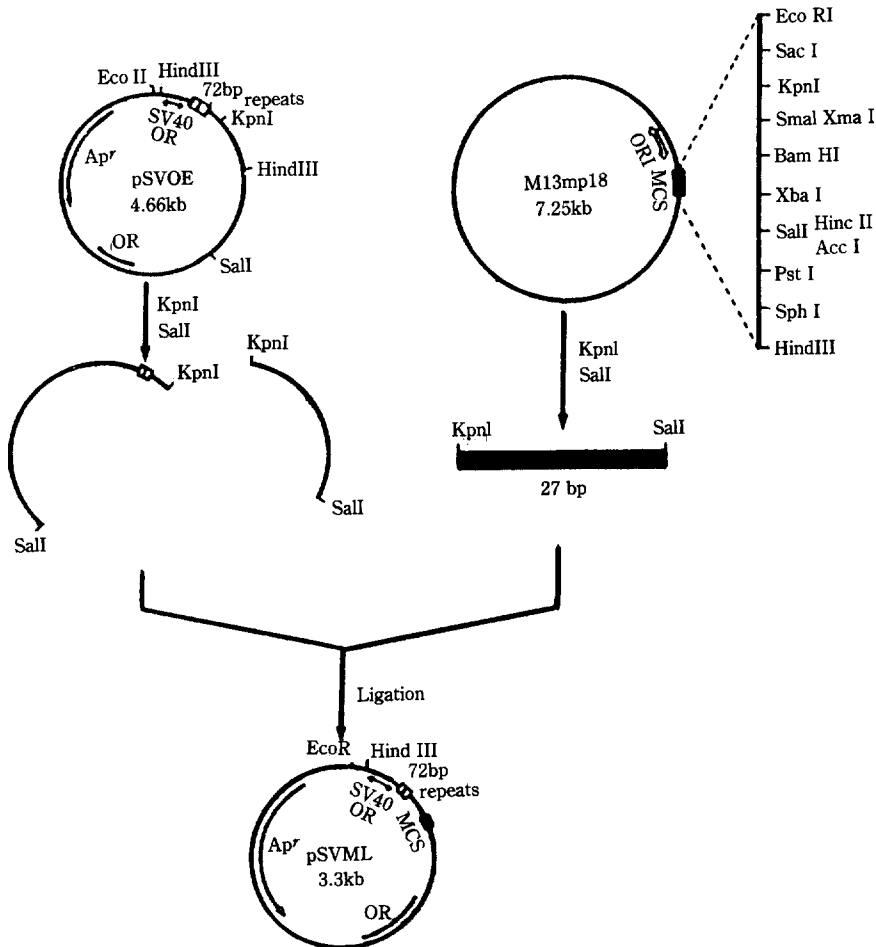 Eco II HindIII
72bp
repeats
KpnI
SV40
OR
Apr
HindIII
pSVOE
4.66kb
OR
SalI
KpnI
SalI
KpnI
KpnI
SalI
SalI
ORI
MCS
M13mp18
7.25kb
Eco RI
Sac I
KpnI
SmaI Xma I
Bam HI
Xba I
SalI Hinc II
Acc I
Pst I
Sph I
HindIII
KpnI
SalI
KpnI
SalI
27 bp
Ligation
EcoR Hind III
72bp
repeats
SV40
OR
MCS
Apr
pSVML
3.3kb
OR